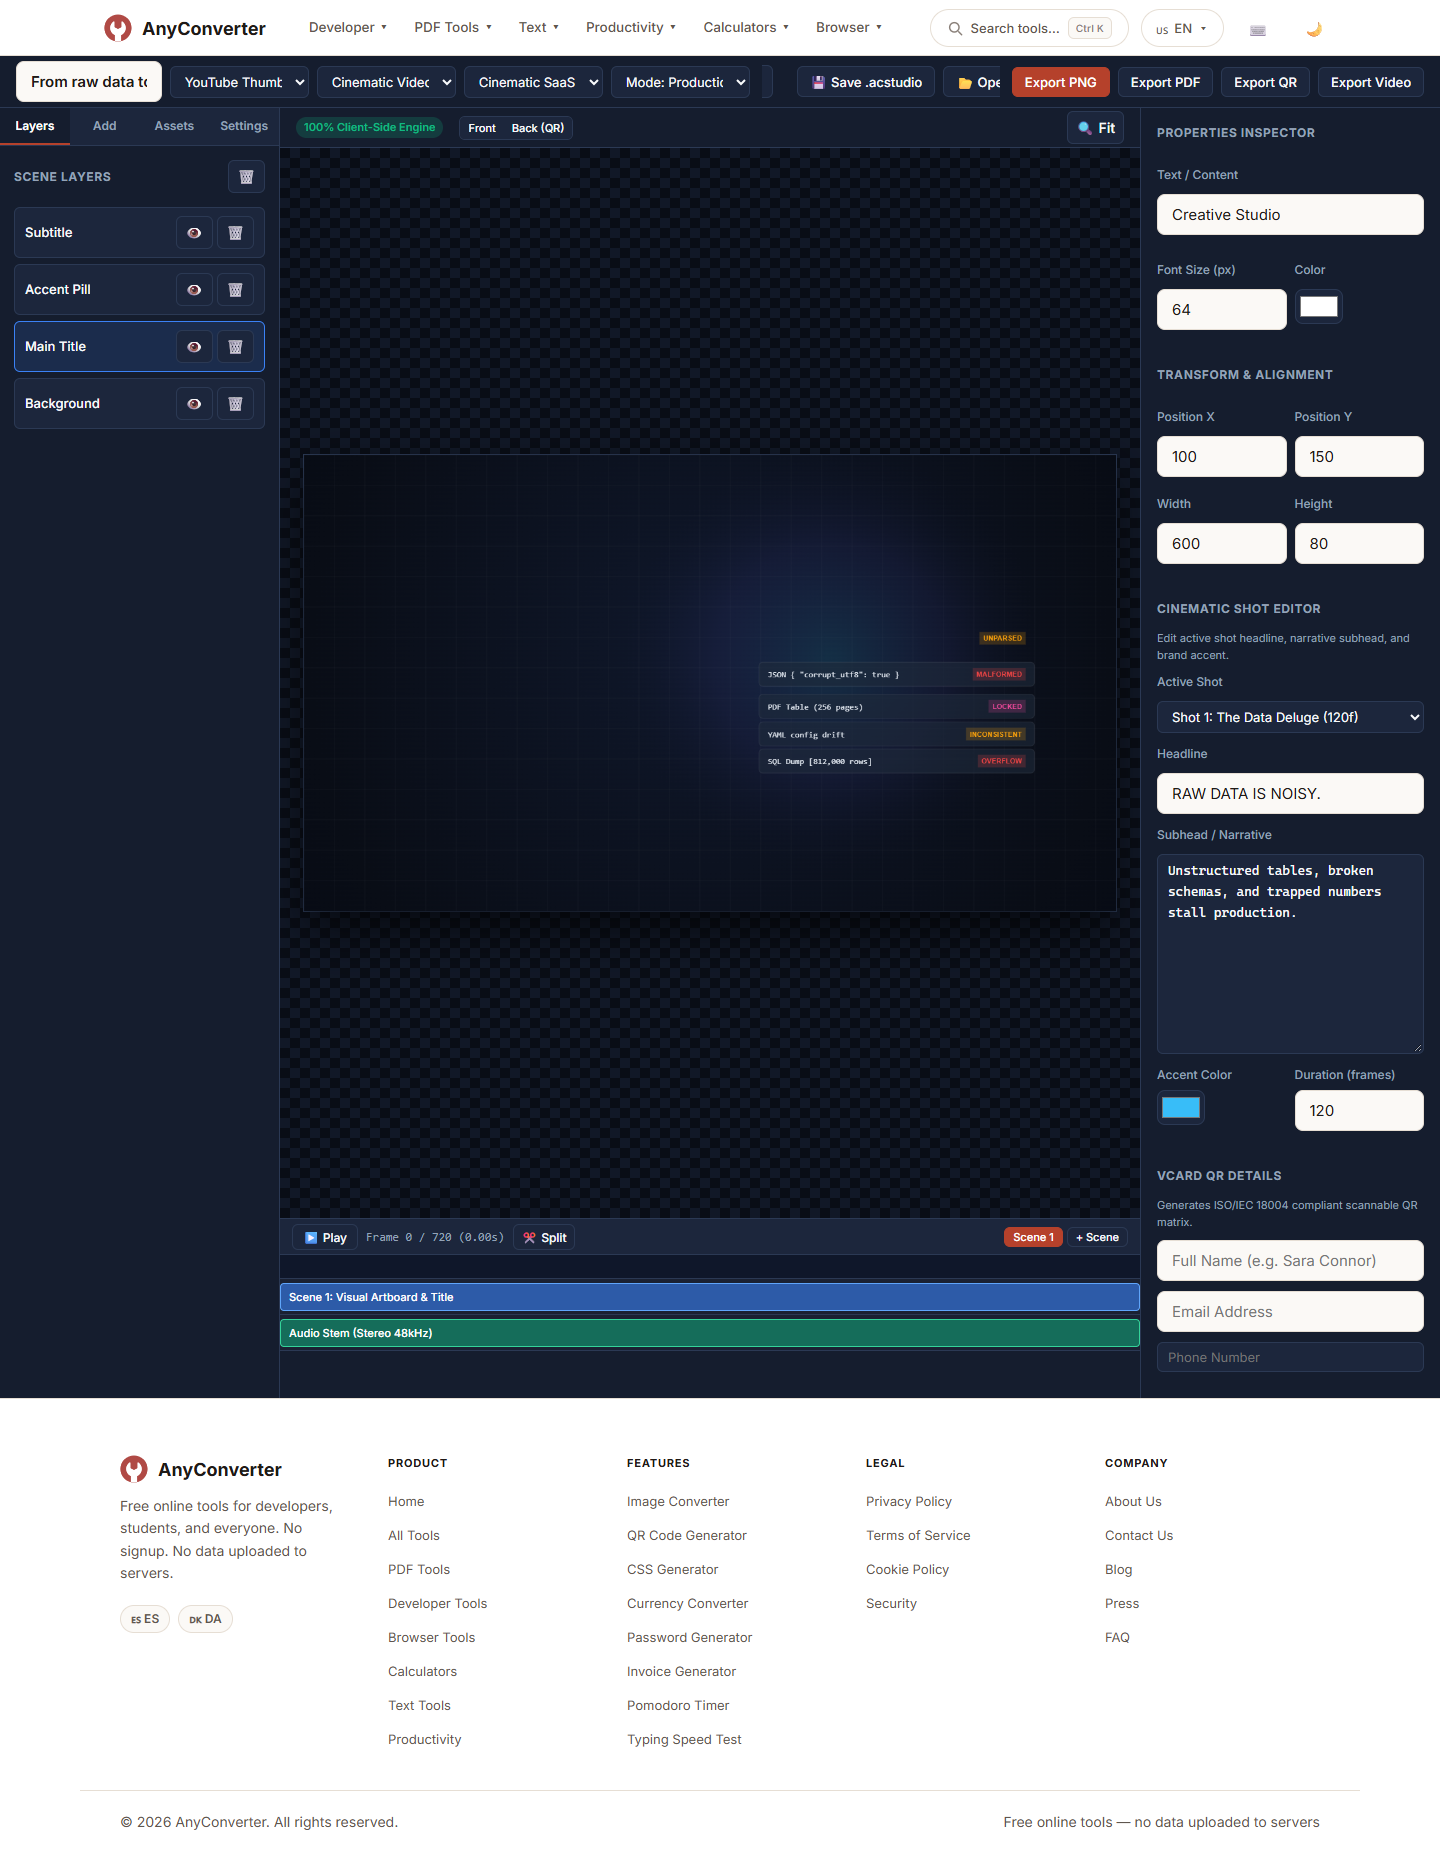 AnyConverter
Developer
PDF Tools
Text
Productivity
Calculators
Browser
Search tools...
Ctrl K
US EN
From raw data to
YouTube Thumb
Cinematic Video
Cinematic SaaS
Mode: Productio
Save .acstudio
Ope
Export PNG
Export PDF
Export QR
Export Video
Layers
Add
Assets
Settings
100% Client-Side Engine
Front
Back (QR)
Fit
SCENE LAYERS
Subtitle
Accent Pill
Main Title
Background
UNPARSED
JSON { "corrupt_utf8": true }
MALFORMED
PDF Table (256 pages)
LOCKED
YAML config drift
INCONSISTENT
SQL Dump [812,000 rows]
OVERFLOW
Play
Frame 0 / 720 (0.00s)
Split
Scene 1
+ Scene
Scene 1: Visual Artboard & Title
Audio Stem (Stereo 48kHz)
PROPERTIES INSPECTOR
Text / Content
Creative Studio
Font Size (px)
Color
64
TRANSFORM & ALIGNMENT
Position X
Position Y
100
150
Width
Height
600
80
CINEMATIC SHOT EDITOR
Edit active shot headline, narrative subhead, and
brand accent.
Active Shot
Shot 1: The Data Deluge (120f)
Headline
RAW DATA IS NOISY.
Subhead / Narrative
Unstructured tables, broken
schemas, and trapped numbers
stall production.
Accent Color
Duration (frames)
120
VCARD QR DETAILS
Generates ISO/IEC 18004 compliant scannable QR
matrix.
Full Name (e.g. Sara Connor)
Email Address
Phone Number
AnyConverter
Free online tools for developers,
students, and everyone. No
signup. No data uploaded to
servers.
ES ES
DK DA
PRODUCT
Home
All Tools
PDF Tools
Developer Tools
Browser Tools
Calculators
Text Tools
Productivity
FEATURES
Image Converter
QR Code Generator
CSS Generator
Currency Converter
Password Generator
Invoice Generator
Pomodoro Timer
Typing Speed Test
LEGAL
Privacy Policy
Terms of Service
Cookie Policy
Security
COMPANY
About Us
Contact Us
Blog
Press
FAQ
© 2026 AnyConverter. All rights reserved.
Free online tools — no data uploaded to servers